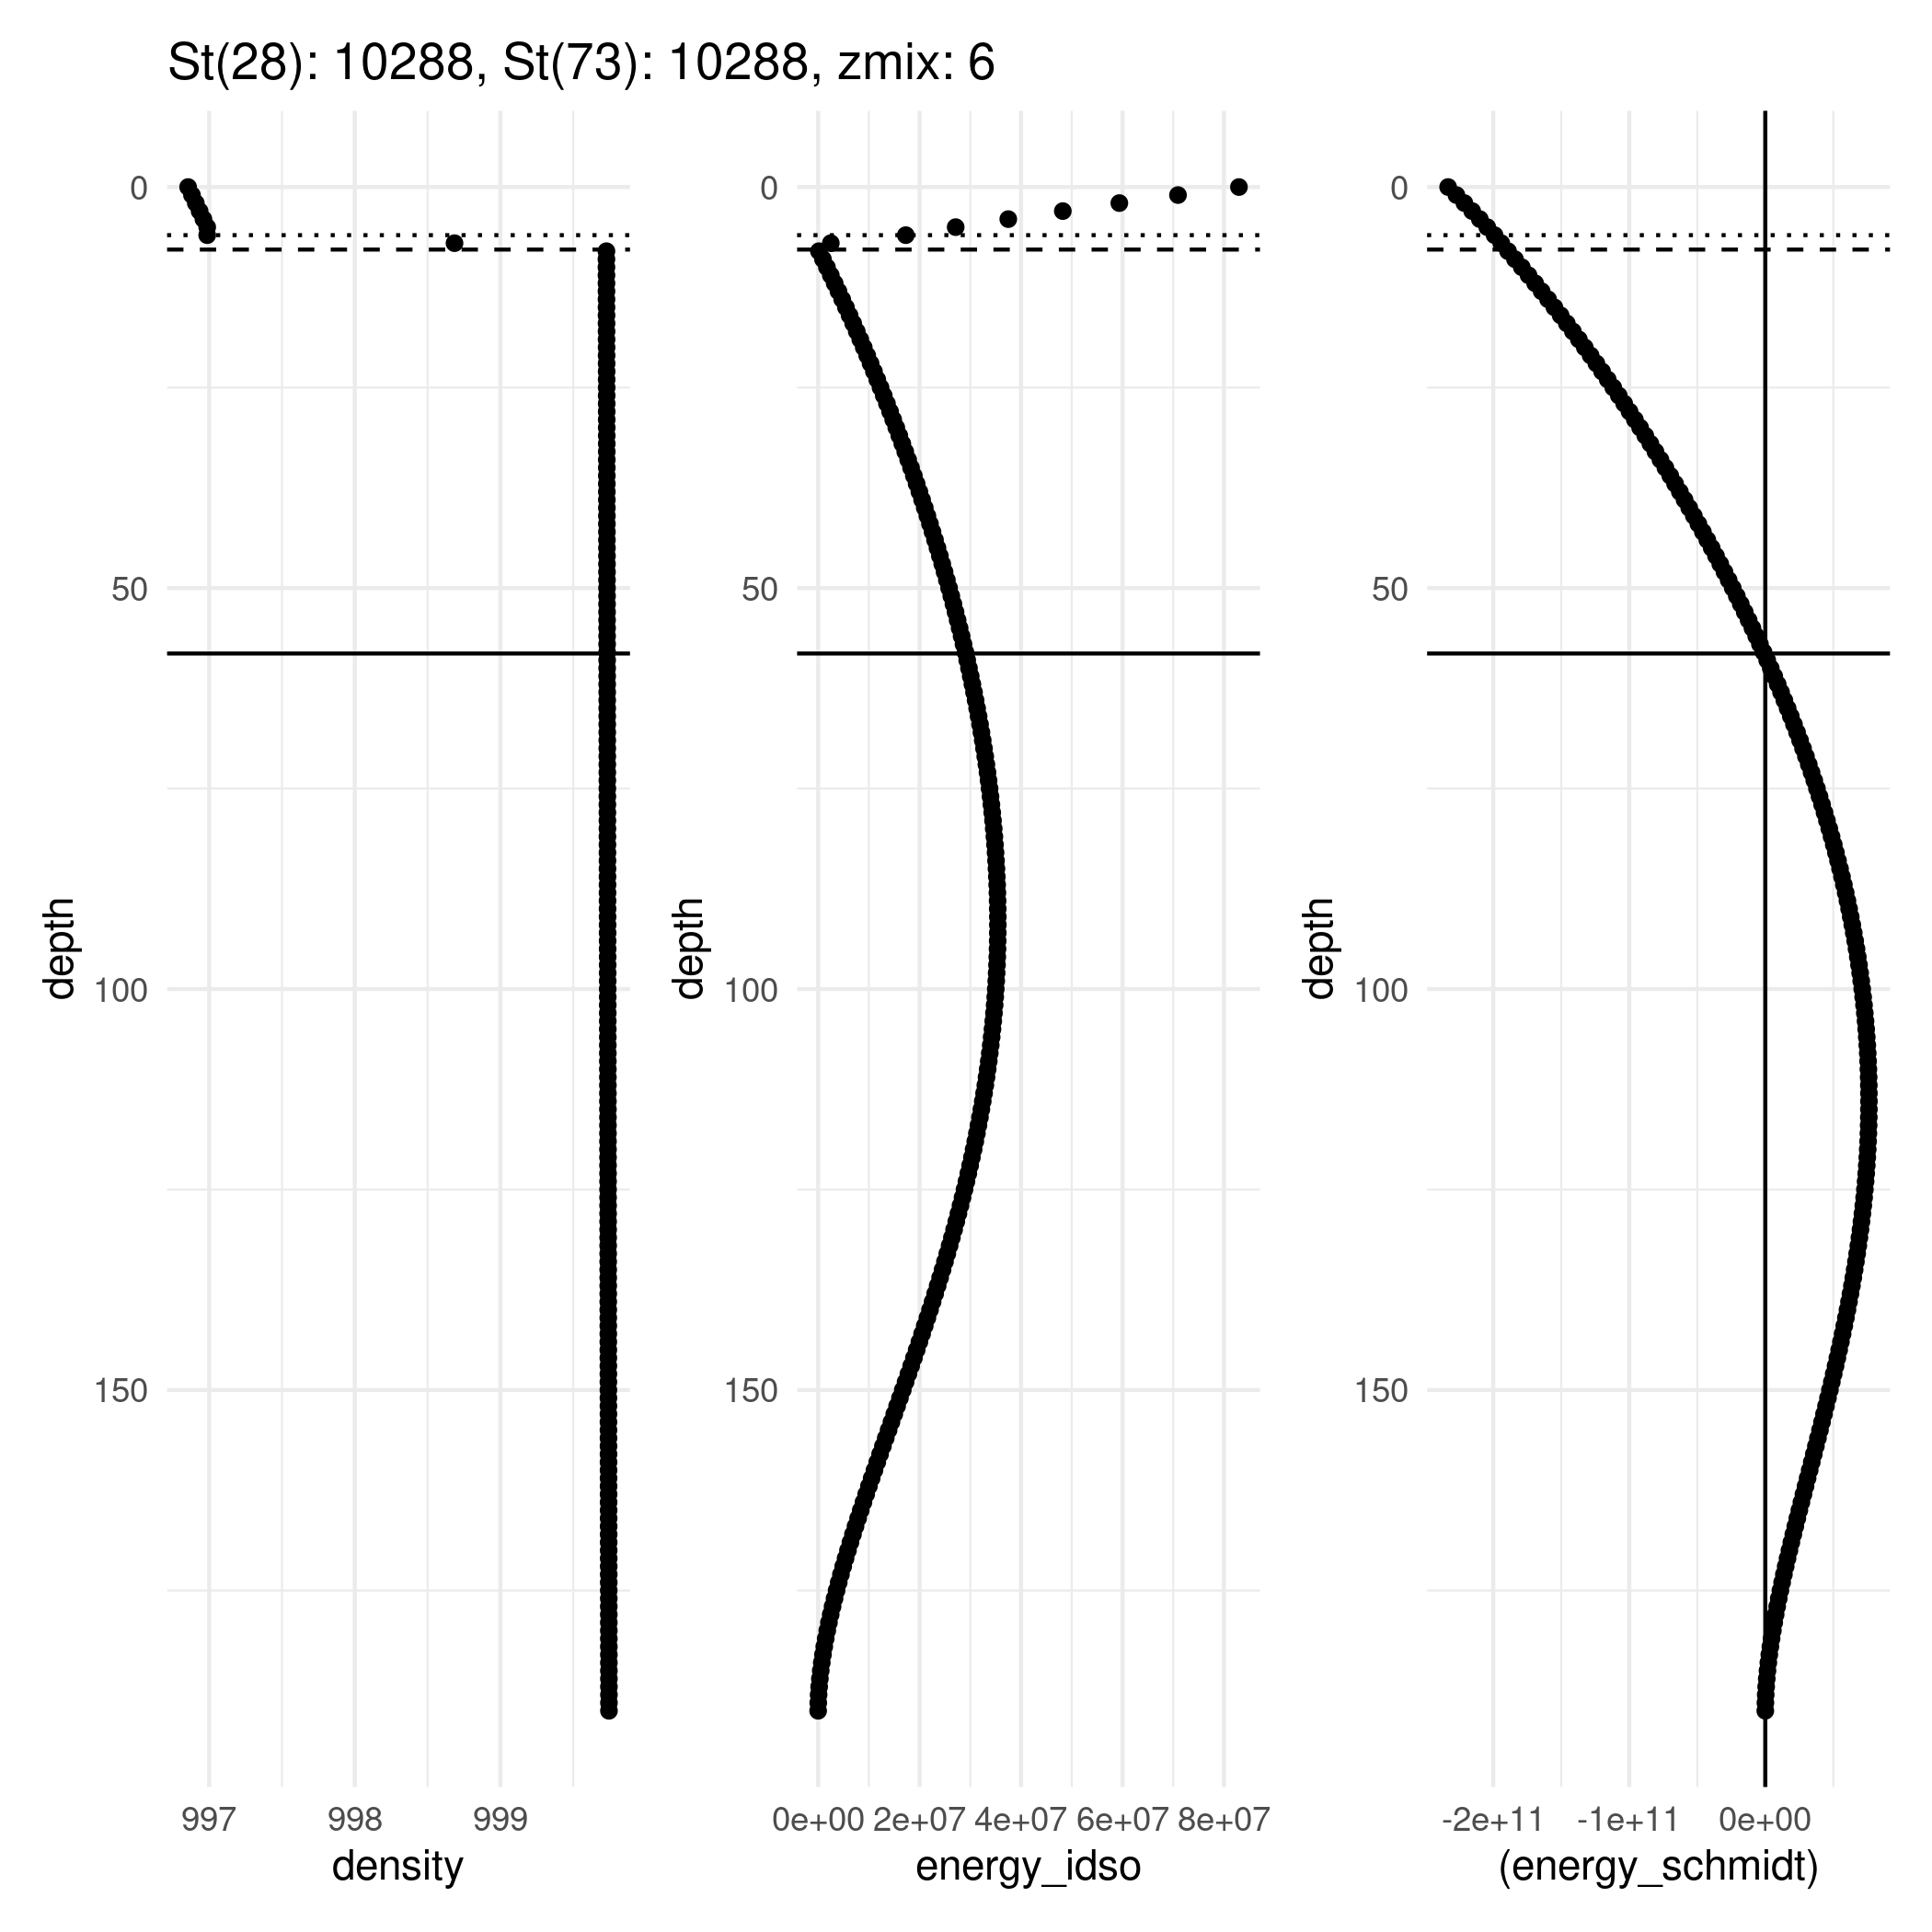 St(28): 10288, St(73): 10288, zmix: 6
0
50
100
150
depth
997 998 999
density
0
50
100
150
depth
0e+00 2e+07 4e+07 6e+07 8e+07
energy_idso
0
50
100
150
depth
-2e+11 -1e+11 0e+00
(energy_schmidt)